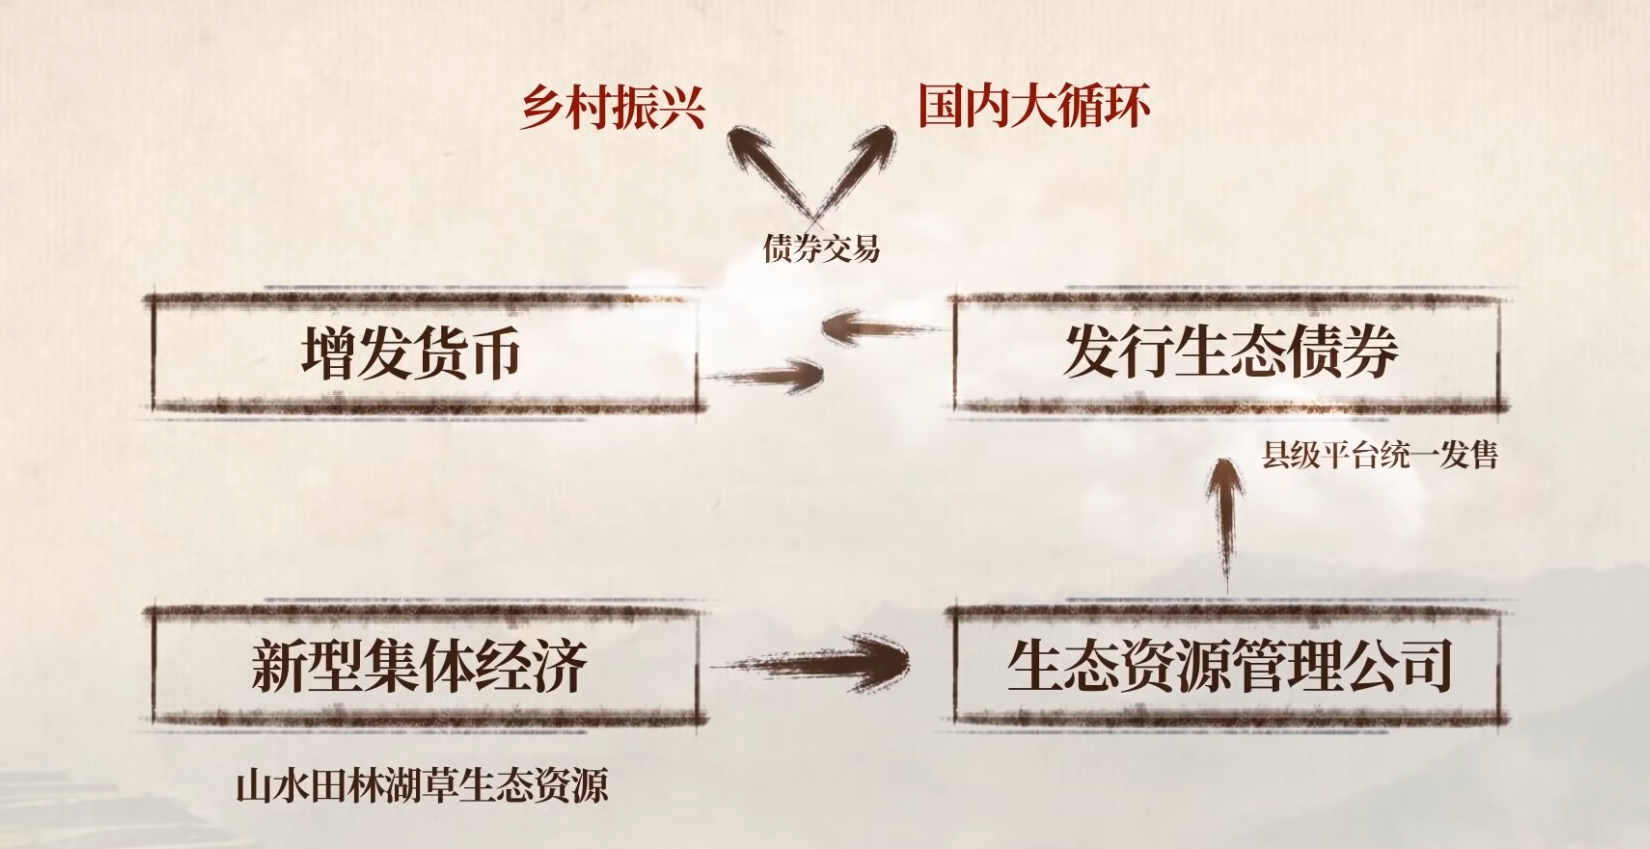 乡村振兴
国内大循环
债券交易
增发货币
发行生态债券
县级平台统一发售
新型集体经济
生态资源管理公司
山水田林湖草生态资源